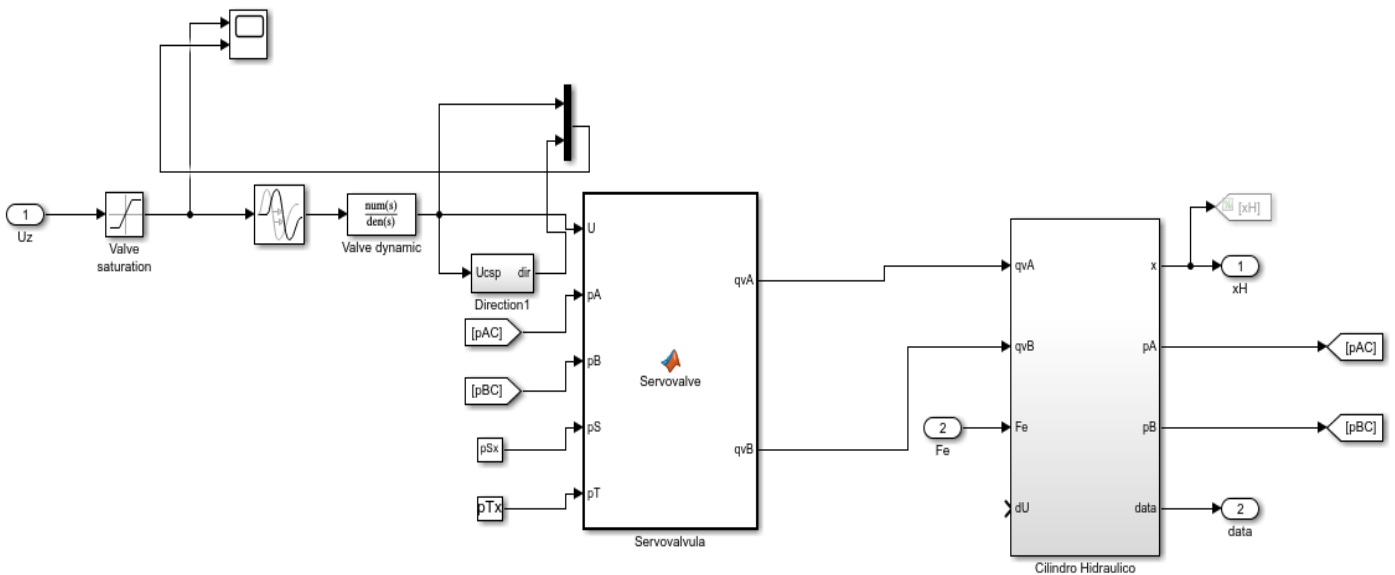 1
Uz
Valve
saturation
num(s)
den(s)
Valve dynamic
Ucsp dir
Direction1
[pAC]
[pBC]
pSx
pTx
U
pA
pB
pS
pT
Servovalve
qvA
qvB
Servovalvula
2
Fe
qvA
qvB
Fe
dU
x
pA
pB
data
Cilindro Hidraulico
[xH]
1
xH
[pAC]
[pBC]
2
data